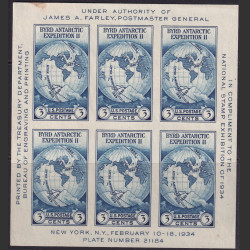 UNDER AUTHORITY OF
JAMES A. FARLEY, POSTMASTER GENERAL
PRINTED BY THE TREASURY DEPARTMENT,
BUREAU OF ENGRAVING AND PRINTING
IN COMPLIMENT TO THE
NATIONAL STAMP EXHIBITION OF 1934
BYRD ANTARCTIC
EXPEDITION II
U.S. POSTAGE
3 3
CENTS
BYRD ANTARCTIC
EXPEDITION II
U.S. POSTAGE
3 3
CENTS
BYRD ANTARCTIC
EXPEDITION II
U.S. POSTAGE
3 3
CENTS
BYRD ANTARCTIC
EXPEDITION II
U.S. POSTAGE
3 3
CENTS
BYRD ANTARCTIC
EXPEDITION II
U.S. POSTAGE
3 3
CENTS
BYRD ANTARCTIC
EXPEDITION II
U.S. POSTAGE
3 3
CENTS
NEW YORK, N.Y., FEBRUARY 10-18, 1934
PLATE NUMBER 21184